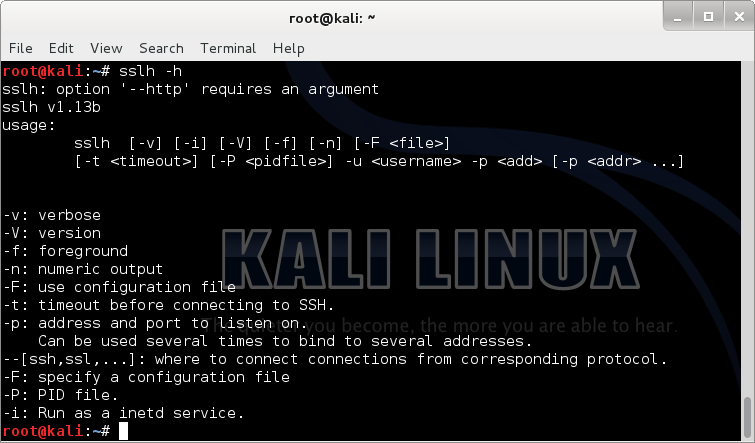 root@kali: ~
File Edit View Search Terminal Help
root@kali:~# sslh -h
sslh: option '--http' requires an argument
sslh v1.13b
usage:
sslh [-v] [-i] [-V] [-f] [-n] [-F <file>]
[-t <timeout>] [-P <pidfile>] -u <username> -p <add> [-p <addr> ...]
-v: verbose
-V: version
-f: foreground
-n: numeric output
-F: use configuration file
-t: timeout before connecting to SSH.
-p: address and port to listen on.
Can be used several times to bind to several addresses.
--[ssh,ssl,...]: where to connect connections from corresponding protocol.
-F: specify a configuration file
-P: PID file.
-i: Run as a inetd service.
root@kali:~#
KALI LINUX
The quieter you become, the more you are able to hear.